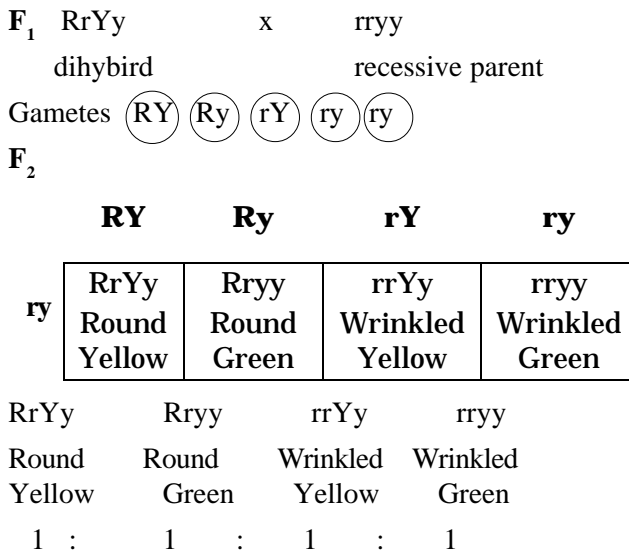 F1 RrYy x rryy
dihybird recessive parent
Gametes RY Ry rY ry ry
F2
RY Ry rY ry
ry RrYy Rryy rrYy rryy
Round Round Wrinkled Wrinkled
Yellow Green Yellow Green
RrYy Rryy rrYy rryy
Round Round Wrinkled Wrinkled
Yellow Green Yellow Green
1 : 1 : 1 : 1